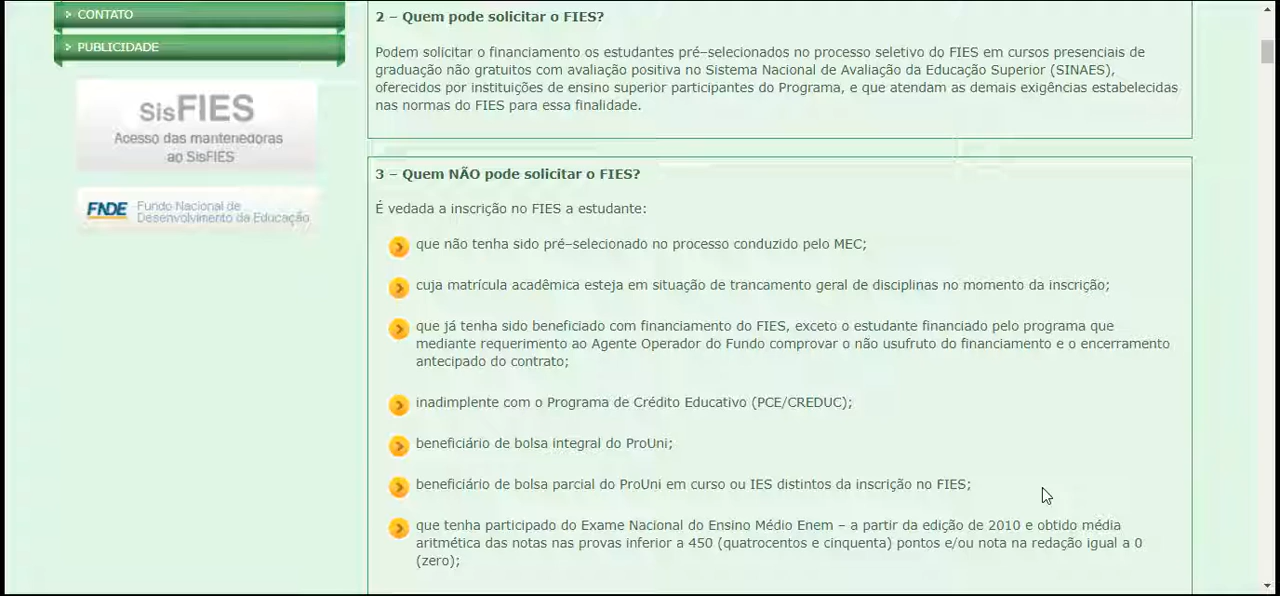 CONTATO
PUBLICIDADE
SisFIES
Acesso das mantenedoras
ao SisFIES
FNDE Fundo Nacional de
Desenvolvimento da Educação
2 – Quem pode solicitar o FIES?
Podem solicitar o financiamento os estudantes pré–selecionados no processo seletivo do FIES em cursos presenciais de
graduação não gratuitos com avaliação positiva no Sistema Nacional de Avaliação da Educação Superior (SINAES),
oferecidos por instituições de ensino superior participantes do Programa, e que atendam as demais exigências estabelecidas
nas normas do FIES para essa finalidade.
3 – Quem NÃO pode solicitar o FIES?
É vedada a inscrição no FIES a estudante:
que não tenha sido pré–selecionado no processo conduzido pelo MEC;
cuja matrícula acadêmica esteja em situação de trancamento geral de disciplinas no momento da inscrição;
que já tenha sido beneficiado com financiamento do FIES, exceto o estudante financiado pelo programa que
mediante requerimento ao Agente Operador do Fundo comprovar o não usufruto do financiamento e o encerramento
antecipado do contrato;
inadimplente com o Programa de Crédito Educativo (PCE/CREDUC);
beneficiário de bolsa integral do ProUni;
beneficiário de bolsa parcial do ProUni em curso ou IES distintos da inscrição no FIES;
que tenha participado do Exame Nacional do Ensino Médio Enem – a partir da edição de 2010 e obtido média
aritmética das notas nas provas inferior a 450 (quatrocentos e cinquenta) pontos e/ou nota na redação igual a 0
(zero);